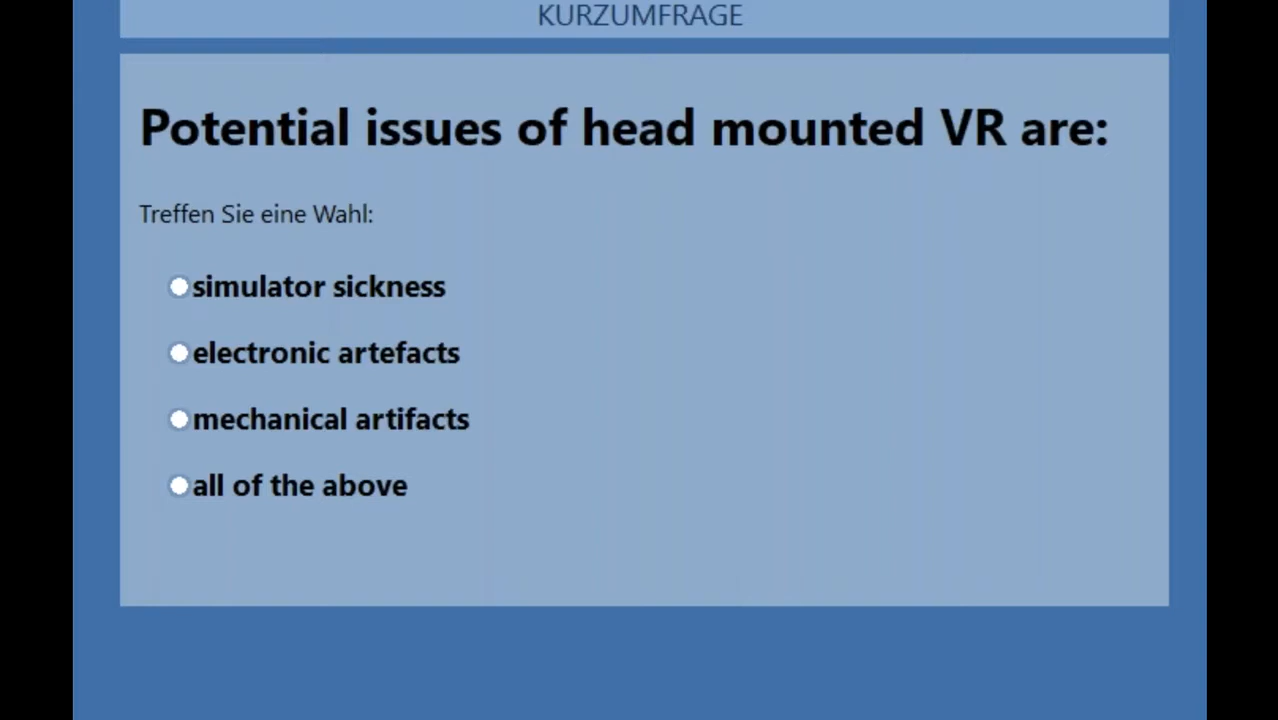 KURZUMFRAGE
Potential issues of head mounted VR are:
Treffen Sie eine Wahl:
simulator sickness
electronic artefacts
mechanical artifacts
all of the above